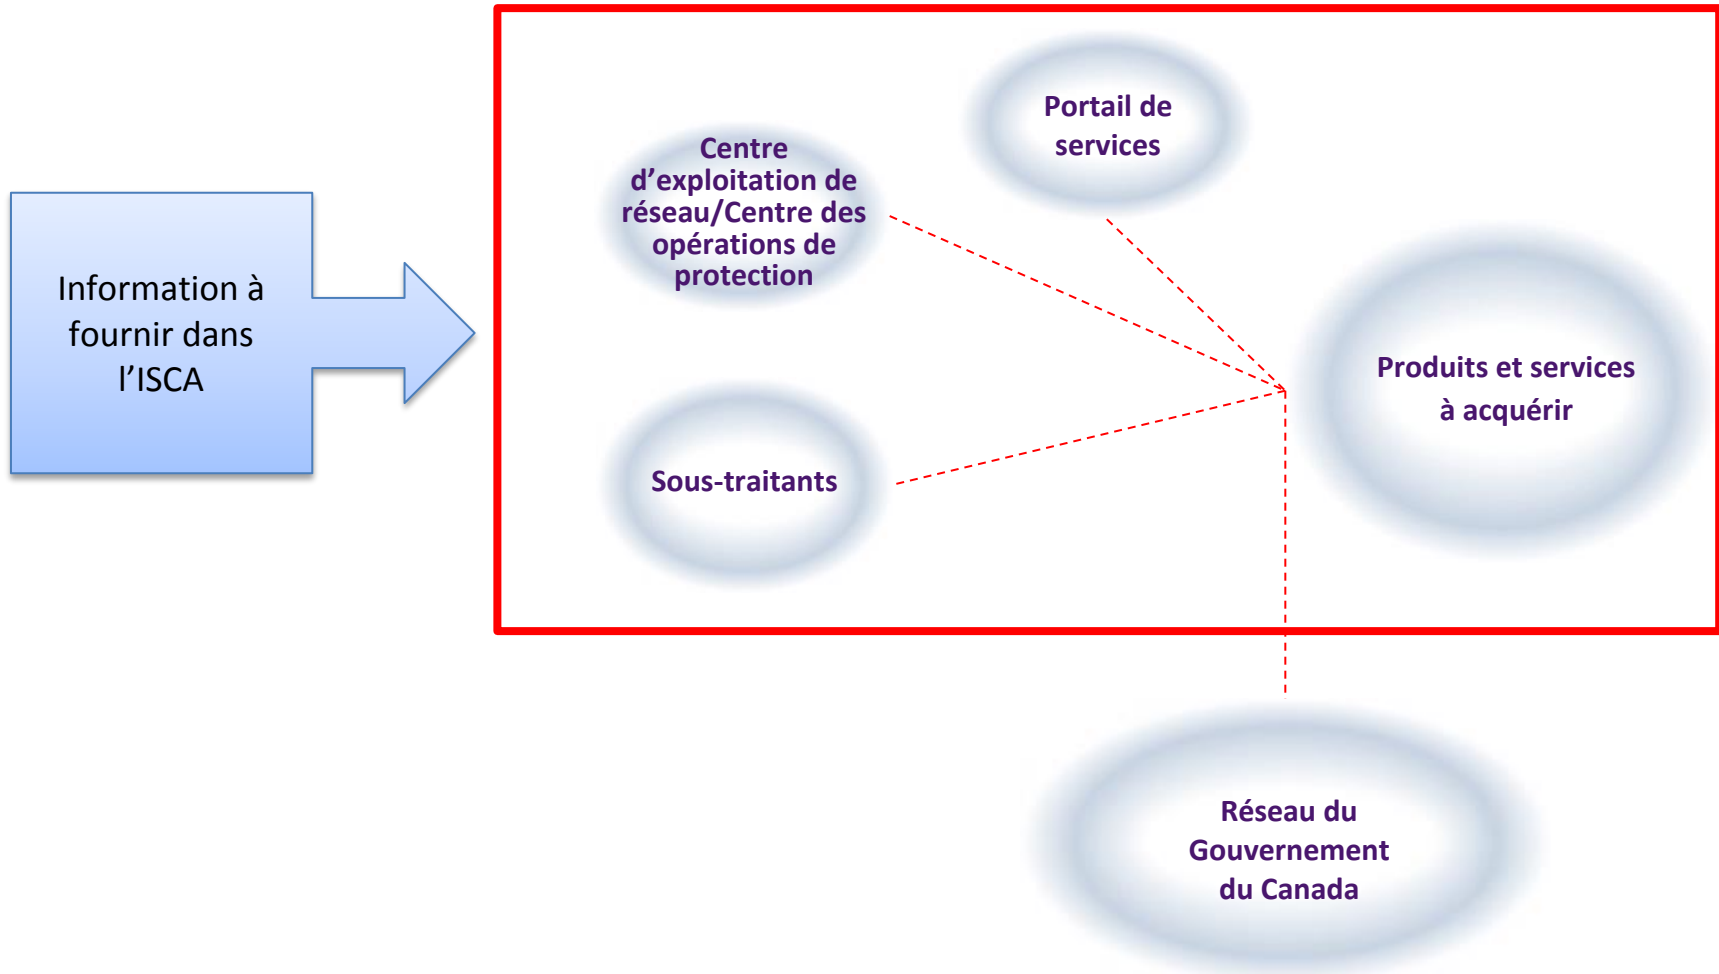 Information à
fournir dans
l’ISCA
Centre
d’exploitation de
réseau/Centre des
opérations de
protection
Portail de
services
Sous-traitants
Produits et services
à acquérir
Réseau du
Gouvernement
du Canada